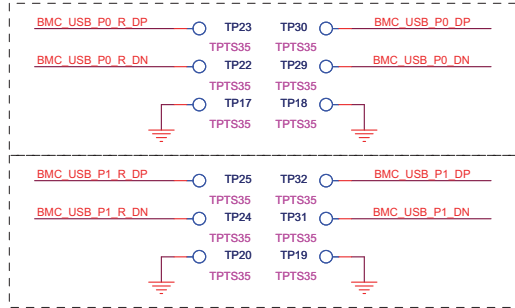 BMC_USB_P0_R_DP TP23 TP30 BMC_USB_P0_DP
TPTS35 TPTS35
BMC_USB_P0_R_DN TP22 TP29 BMC_USB_P0_DN
TPTS35 TPTS35
TP17 TP18
TPTS35 TPTS35
BMC_USB_P1_R_DP TP25 TP32 BMC_USB_P1_DP
TPTS35 TPTS35
BMC_USB_P1_R_DN TP24 TP31 BMC_USB_P1_DN
TPTS35 TPTS35
TP20 TP19
TPTS35 TPTS35